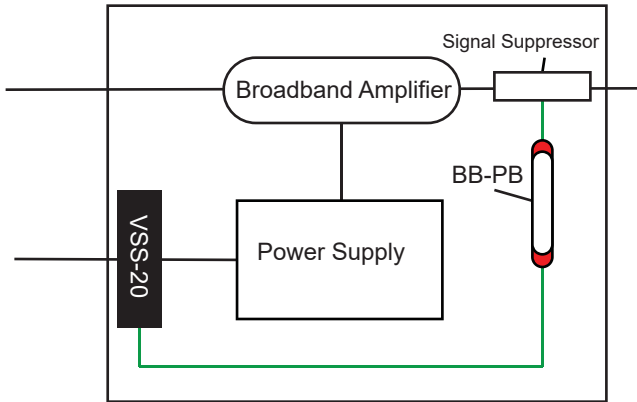 Signal Suppressor
Broadband Amplifier
BB-PB
VSS-20
Power Supply